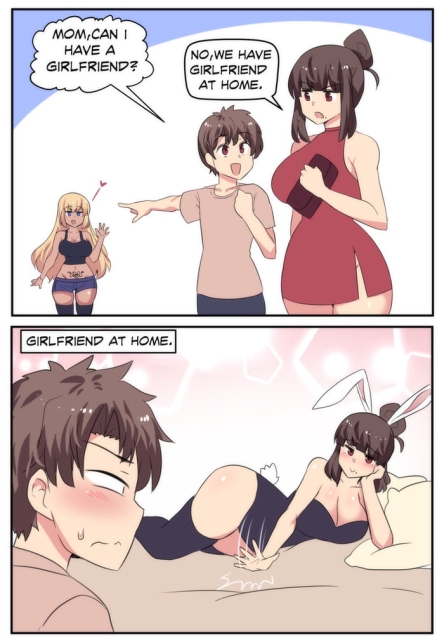 MOM,CAN I
HAVE A
GIRLFRIEND?
NO,WE HAVE
GIRLFRIEND
AT HOME.
GIRLFRIEND AT HOME.